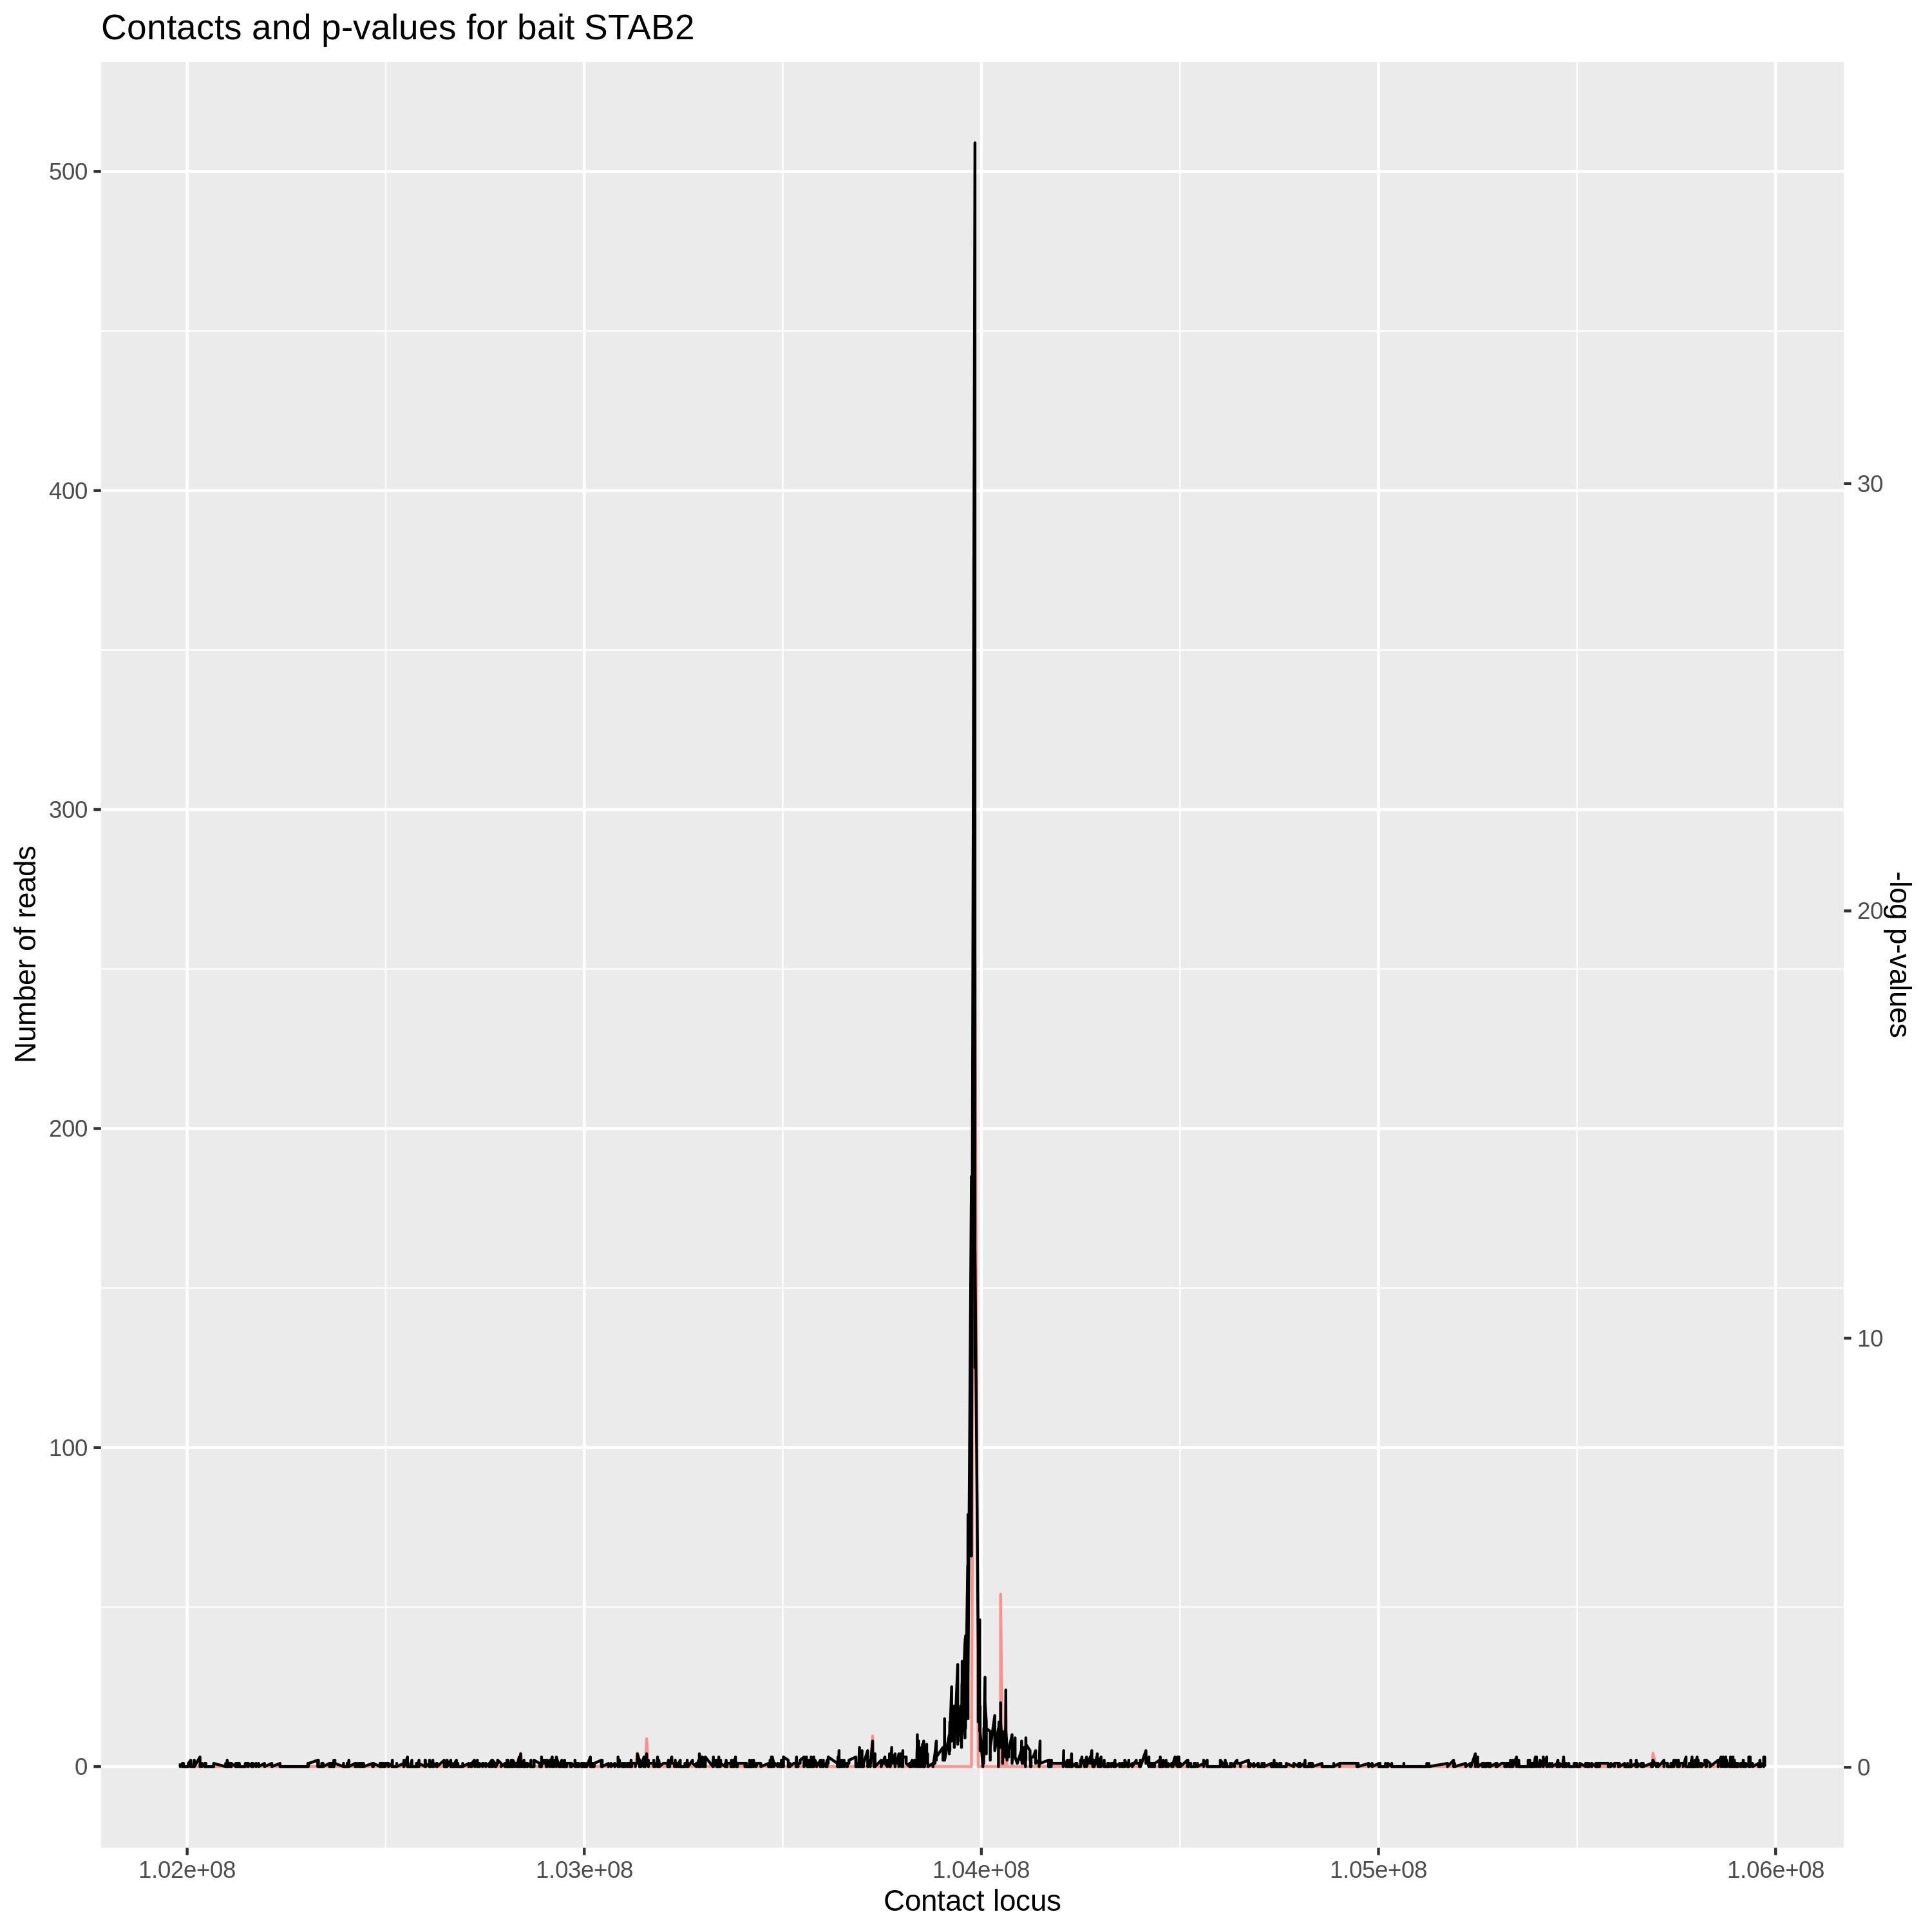 Contacts and p-values for bait STAB2
500
400
300
200
100
0
Number of reads
30
20
10
0
-log p-values
1.02e+08
1.03e+08
1.04e+08
1.05e+08
1.06e+08
Contact locus